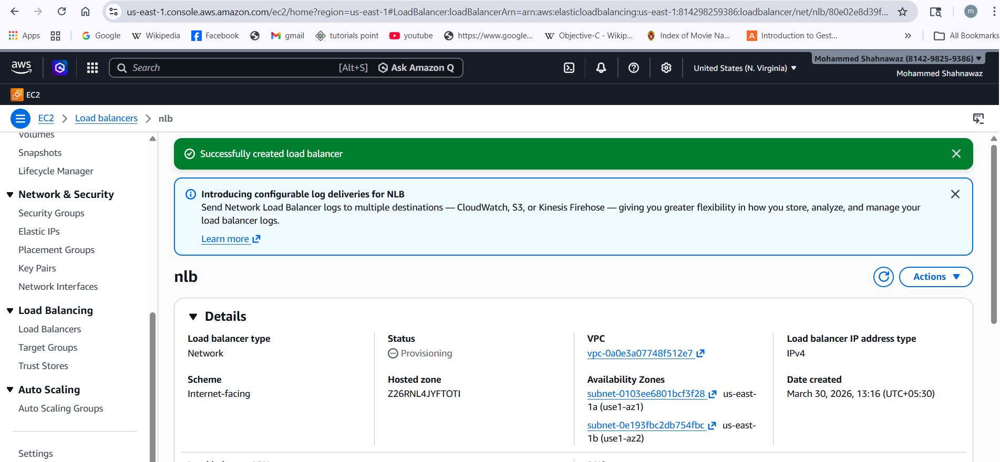 us-east-1.console.aws.amazon.com/ec2/home?region=us-east-1#LoadBalancer:loadBalancerArn=arn:aws:elasticloadbalancing:us-east-1:814298259386:loadbalancer/net/nlb/80e02e8d39f...
m
Apps Google Wikipedia Facebook gmail tutorials point youtube https://www.google... Objective-C - Wikip... Index of Movie Na... Introduction to Gest... » All Bookmarks
aws Search [Alt+S] Ask Amazon Q United States (N. Virginia) Mohammed Shahnawaz (8142-9825-9386)
Mohammed Shahnawaz
EC2
EC2 > Load balancers > nlb
Volumes
Snapshots
Lifecycle Manager
Network & Security
Security Groups
Elastic IPs
Placement Groups
Key Pairs
Network Interfaces
Load Balancing
Load Balancers
Target Groups
Trust Stores
Auto Scaling
Auto Scaling Groups
Settings
Successfully created load balancer
Introducing configurable log deliveries for NLB
Send Network Load Balancer logs to multiple destinations — CloudWatch, S3, or Kinesis Firehose — giving you greater flexibility in how you store, analyze, and manage your
load balancer logs.
Learn more
nlb
Actions
Details
Load balancer type
Network
Scheme
Internet-facing
Status
Provisioning
Hosted zone
Z26RNL4JYFTOTI
VPC
vpc-0a0e3a07748f512e7
Availability Zones
subnet-0103ee6801bcf3f28 us-east-
1a (use1-az1)
subnet-0e193fbc2db754fbc us-east-
1b (use1-az2)
Load balancer IP address type
IPv4
Date created
March 30, 2026, 13:16 (UTC+05:30)